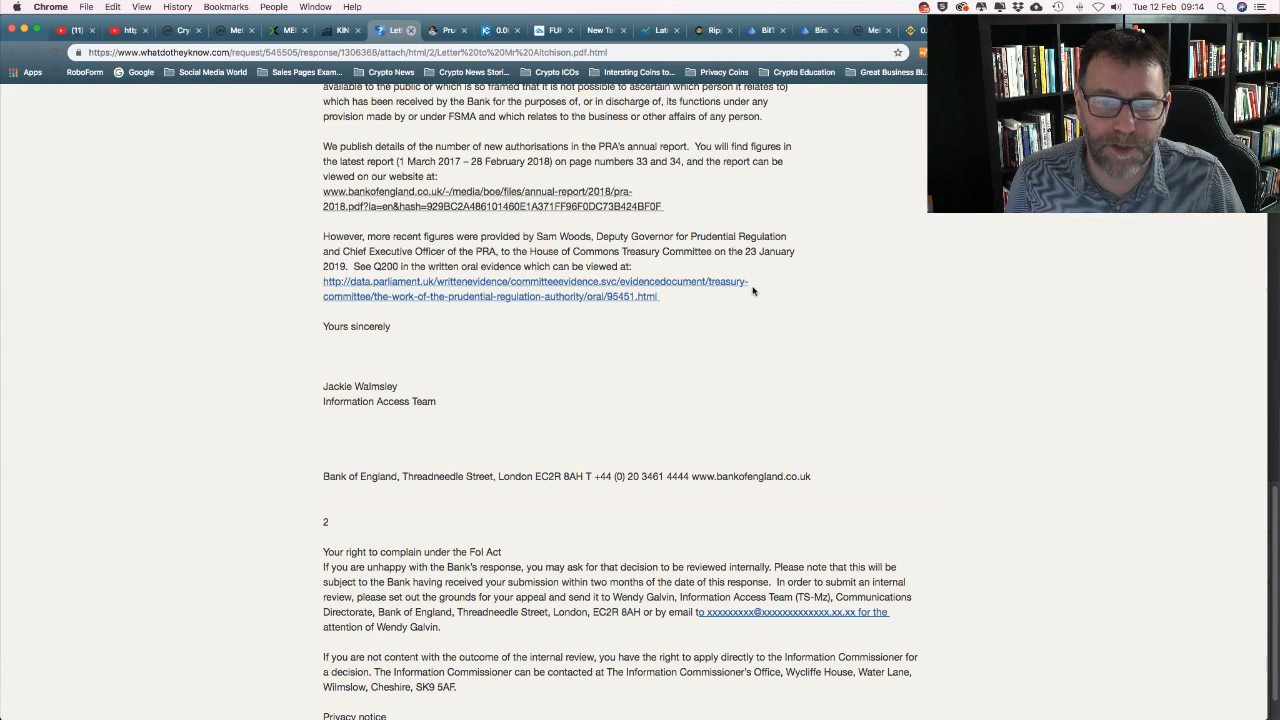 Chrome File Edit View History Bookmarks People Window Help Tue 12 Feb 09:14
(11) htt Cry Met ME KIN Lett Pru 0.0 FU New Ta Late Rip BitT Bin Met 0.
https://www.whatdotheyknow.com/request/545505/response/1306368/attach/html/2/Letter%20to%20Mr%20Aitchison.pdf.html
Apps RoboForm Google Social Media World Sales Pages Exam... Crypto News Crypto News Stori... Crypto ICOs Intersting Coins to... Privacy Coins Crypto Education Great Business Bl...
available to the public or which is so framed that it is not possible to ascertain which person it relates to)
which has been received by the Bank for the purposes of, or in discharge of, its functions under any
provision made by or under FSMA and which relates to the business or other affairs of any person.
We publish details of the number of new authorisations in the PRA's annual report. You will find figures in
the latest report (1 March 2017 – 28 February 2018) on page numbers 33 and 34, and the report can be
viewed on our website at:
www.bankofengland.co.uk/-/media/boe/files/annual-report/2018/pra-
2018.pdf?la=en&hash=929BC2A486101460E1A371FF96F0DC73B424BF0F
However, more recent figures were provided by Sam Woods, Deputy Governor for Prudential Regulation
and Chief Executive Officer of the PRA, to the House of Commons Treasury Committee on the 23 January
2019. See Q200 in the written oral evidence which can be viewed at:
http://data.parliament.uk/writtenevidence/committeeevidence.svc/evidencedocument/treasury-
committee/the-work-of-the-prudential-regulation-authority/oral/95451.html
Yours sincerely
Jackie Walmsley
Information Access Team
Bank of England, Threadneedle Street, London EC2R 8AH T +44 (0) 20 3461 4444 www.bankofengland.co.uk
2
Your right to complain under the FoI Act
If you are unhappy with the Bank's response, you may ask for that decision to be reviewed internally. Please note that this will be
subject to the Bank having received your submission within two months of the date of this response. In order to submit an internal
review, please set out the grounds for your appeal and send it to Wendy Galvin, Information Access Team (TS-Mz), Communications
Directorate, Bank of England, Threadneedle Street, London, EC2R 8AH or by email to xxxxxxxxx@xxxxxxxxxxxxx.xx.xx for the
attention of Wendy Galvin.
If you are not content with the outcome of the internal review, you have the right to apply directly to the Information Commissioner for
a decision. The Information Commissioner can be contacted at The Information Commissioner's Office, Wycliffe House, Water Lane,
Wilmslow, Cheshire, SK9 5AF.
Privacy notice